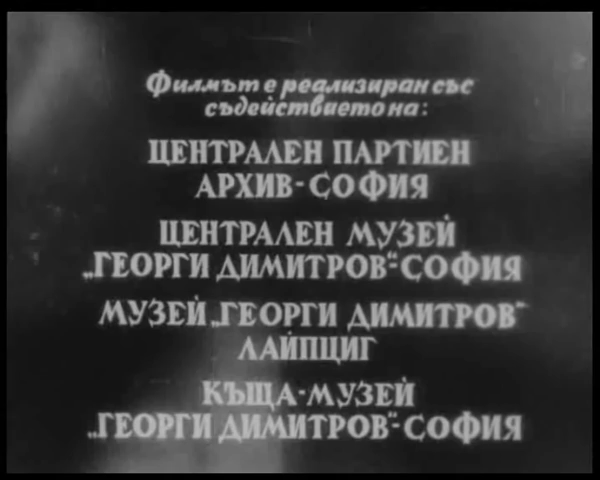 Филмът е реализиран със
съдействието на:
ЦЕНТРАЛЕН ПАРТИЕН
АРХИВ-СОФИЯ
ЦЕНТРАЛЕН МУЗЕЙ
„ГЕОРГИ ДИМИТРОВ“-СОФИЯ
МУЗЕЙ „ГЕОРГИ ДИМИТРОВ“
ЛАЙПЦИГ
КЪЩА-МУЗЕЙ
„ГЕОРГИ ДИМИТРОВ“-СОФИЯ